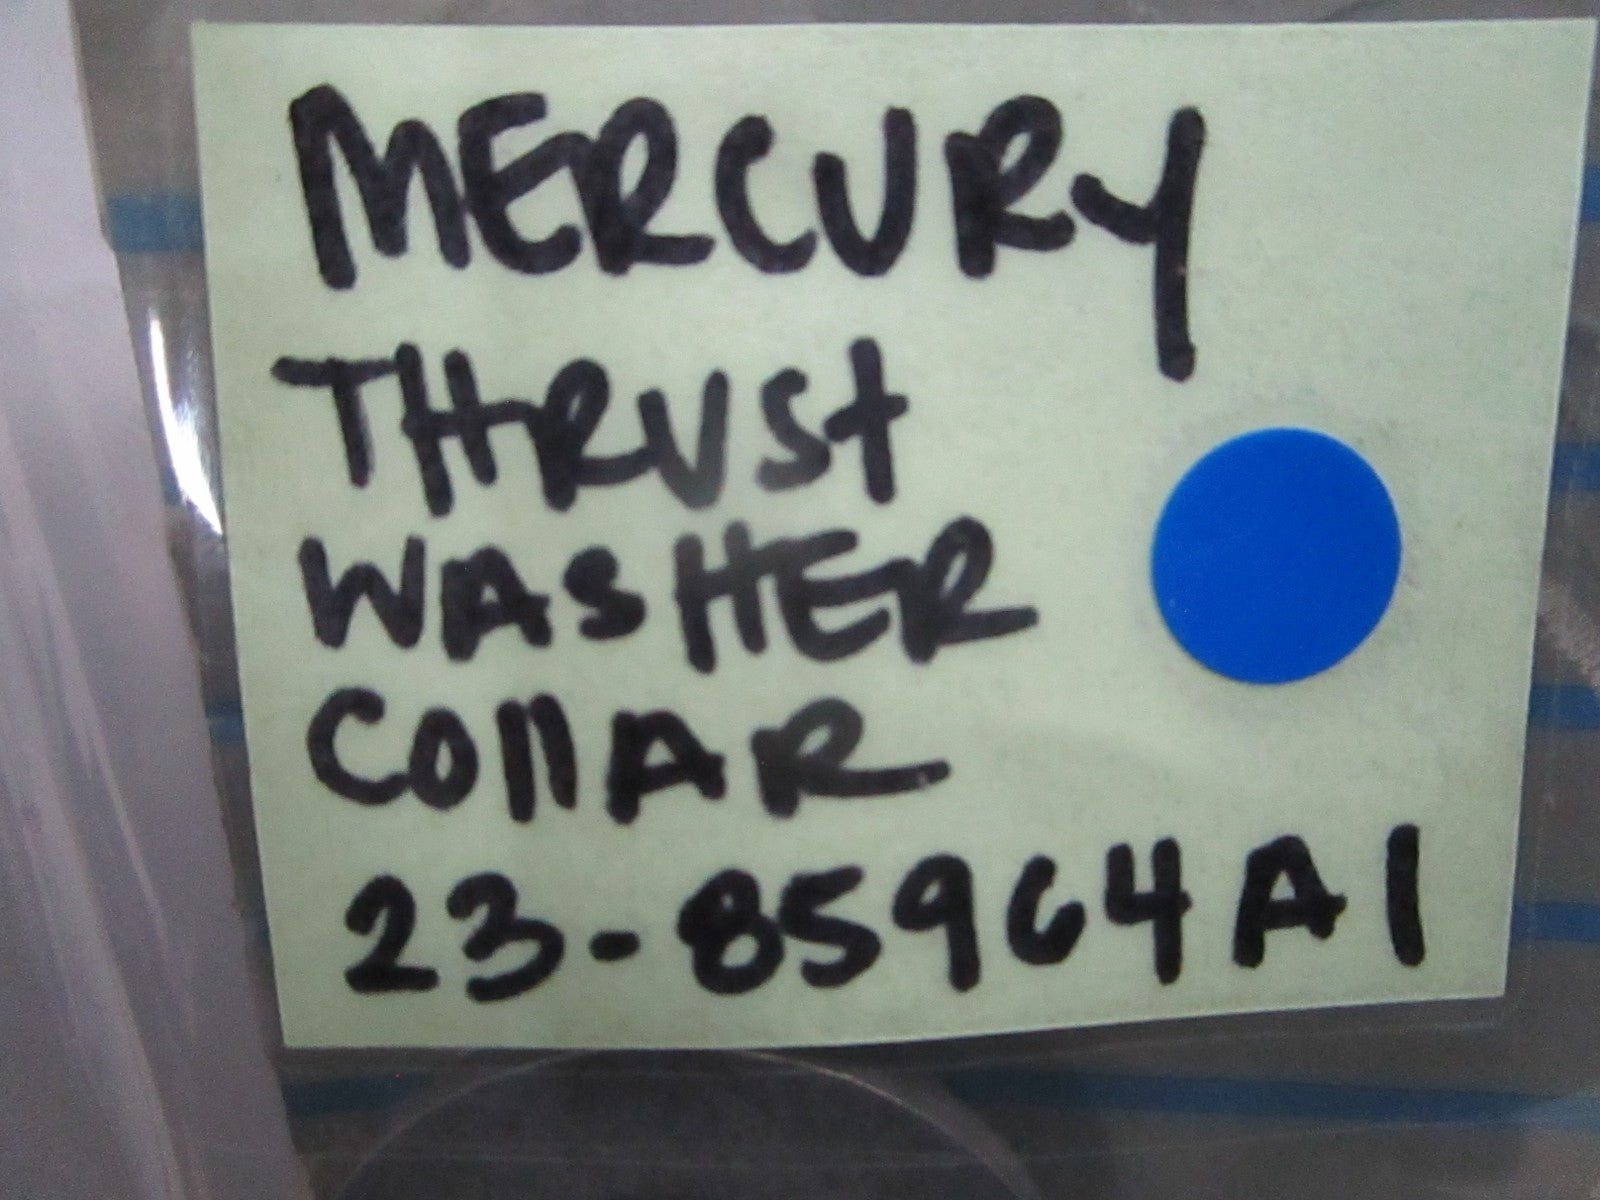 MERCURY
THRUSt
WASHER
CollAR
23-85964A1